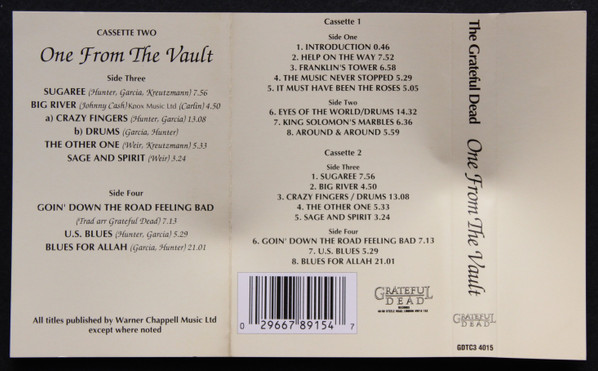 CASSETTE TWO
One From The Vault
Side Three
SUGAREE (Hunter, Garcia, Kreutzmann) 7.56
BIG RIVER (Johnny Cash) Knox Music Ltd (Carlin) 4.50
a) CRAZY FINGERS (Hunter, Garcia) 13.08
b) DRUMS (Garcia, Hunter)
THE OTHER ONE (Weir, Kreutzmann) 5.33
SAGE AND SPIRIT (Weir) 3.24
Side Four
GOIN' DOWN THE ROAD FEELING BAD
(Trad arr Grateful Dead) 7.13
U.S. BLUES (Hunter, Garcia) 5.29
BLUES FOR ALLAH (Garcia, Hunter) 21.01
All titles published by Warner Chappell Music Ltd
except where noted
Cassette 1
Side One
1. INTRODUCTION 0.46
2. HELP ON THE WAY 7.52
3. FRANKLIN'S TOWER 6.58
4. THE MUSIC NEVER STOPPED 5.29
5. IT MUST HAVE BEEN THE ROSES 5.05
Side Two
6. EYES OF THE WORLD/DRUMS 14.32
7. KING SOLOMON'S MARBLES 6.36
8. AROUND & AROUND 5.59
Cassette 2
Side Three
1. SUGAREE 7.56
2. BIG RIVER 4.50
3. CRAZY FINGERS / DRUMS 13.08
4. THE OTHER ONE 5.33
5. SAGE AND SPIRIT 3.24
Side Four
6. GOIN' DOWN THE ROAD FEELING BAD 7.13
7. U.S. BLUES 5.29
8. BLUES FOR ALLAH 21.01
0 29667 89154 7
GRATEFUL
DEAD
The Grateful Dead One From The Vault
GRATEFUL
DEAD
GDTC3 4015